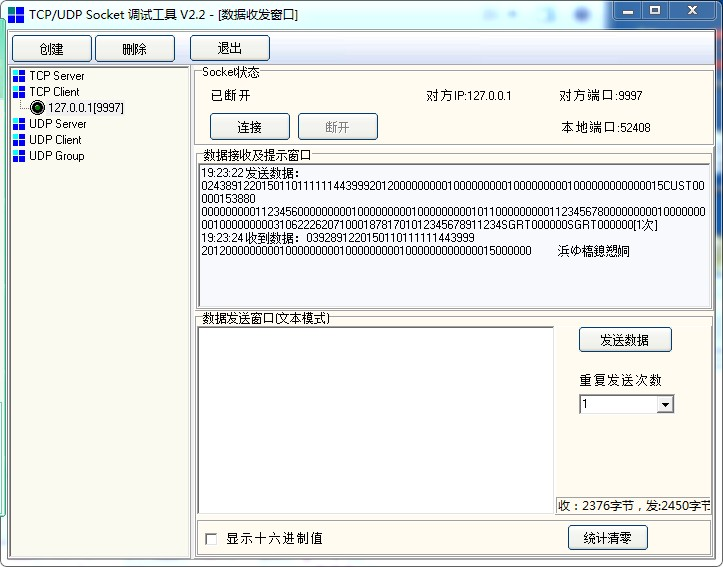 TCP/UDP Socket 调试工具 V2.2 - [数据收发窗口]
创建 删除 退出
TCP Server
TCP Client
127.0.0.1[9997]
UDP Server
UDP Client
UDP Group
Socket状态
已断开 对方IP:127.0.0.1 对方端口:9997
连接 断开 本地端口:52408
数据接收及提示窗口
19:23:22 发送数据：
0243891220150110111111443999201200000000010000000000100000000001000000000000015CUST00
00000153880
0000000001123456000000000100000000010000000001011000000000112345678000000000100000000
0010000000003106222620710001878170101234567891 1234SGRT000000SGRT000000[1次]
19:23:24 收到数据：0392891220150110111111443999
2012000000000100000000010000000001000000000000015000000 浜ゆ槗鎴愬姛
数据发送窗口(文本模式)
发送数据
重复发送次数
1
收：2376字节，发:2450字节
显示十六进制值 统计清零